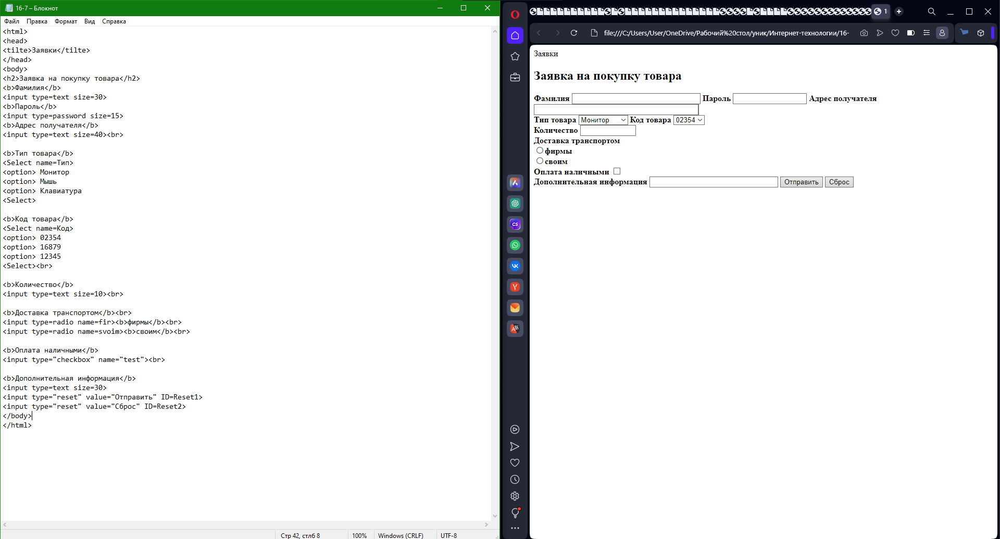 16-7 – Блокнот
Файл Правка Формат Вид Справка
<html>
<head>
<tilte>Заявки</tilte>
</head>
<body>
<h2>Заявка на покупку товара</h2>
<b>Фамилия</b>
<input type=text size=30>
<b>Пароль</b>
<input type=password size=15>
<b>Адрес получателя</b>
<input type=text size=40><br>
<b>Тип товара</b>
<Select name=Тип>
<option> Монитор
<option> Мышь
<option> Клавиатура
<Select>
<b>Код товара</b>
<Select name=Код>
<option> 02354
<option> 16879
<option> 12345
<Select><br>
<b>Количество</b>
<input type=text size=10><br>
<b>Доставка транспортом</b><br>
<input type=radio name=fir><b>фирмы</b><br>
<input type=radio name=svoim><b>своим</b><br>
<b>Оплата наличными</b>
<input type="checkbox" name="test"><br>
<b>Дополнительная информация</b>
<input type=text size=30>
<input type="reset" value="Отправить" ID=Reset1>
<input type="reset" value="Сброс" ID=Reset2>
</body>
</html>
Стр 42, стлб 8 100% Windows (CRLF) UTF-8
file:///C:/Users/User/OneDrive/Рабочий%20стол/уник/Интернет-технологии/16-
CS
Заявки
Заявка на покупку товара
Фамилия Пароль Адрес получателя
Тип товара Монитор Код товара 02354
Количество
Доставка транспортом
фирмы
своим
Оплата наличными
Дополнительная информация Отправить Сброс